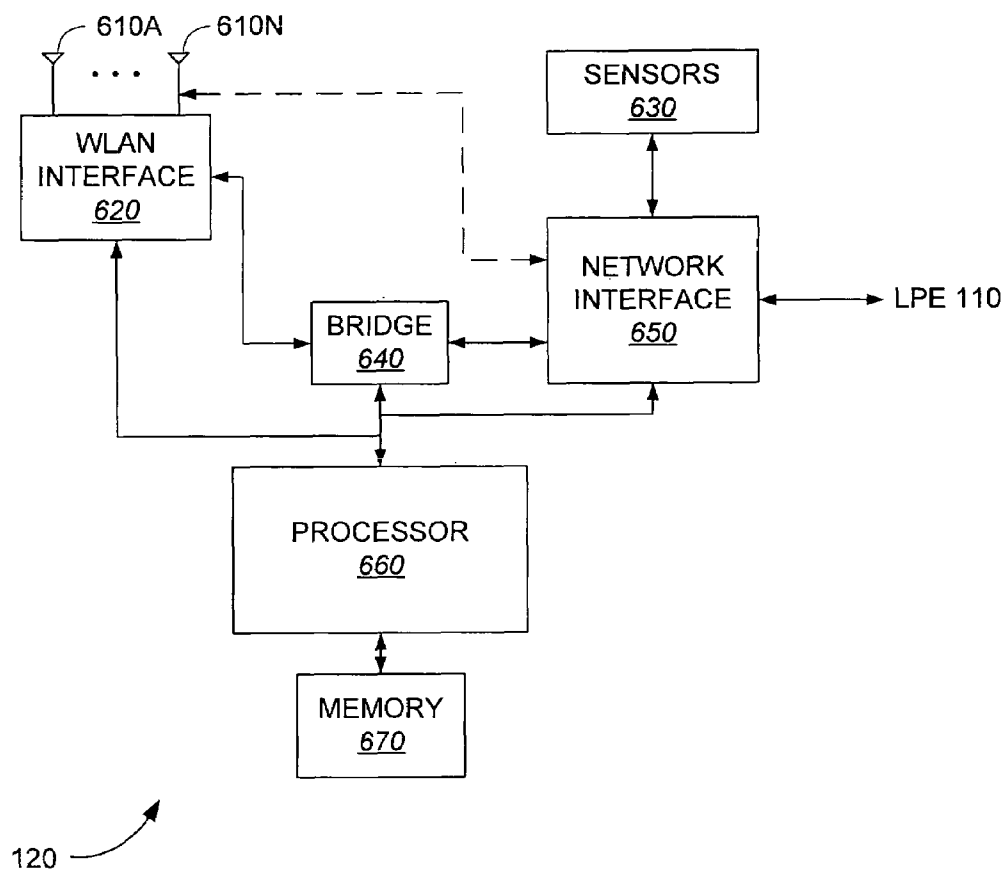 610A
610N
• • •
WLAN
INTERFACE
620
SENSORS
630
NETWORK
INTERFACE
650
LPE 110
BRIDGE
640
PROCESSOR
660
MEMORY
670
120